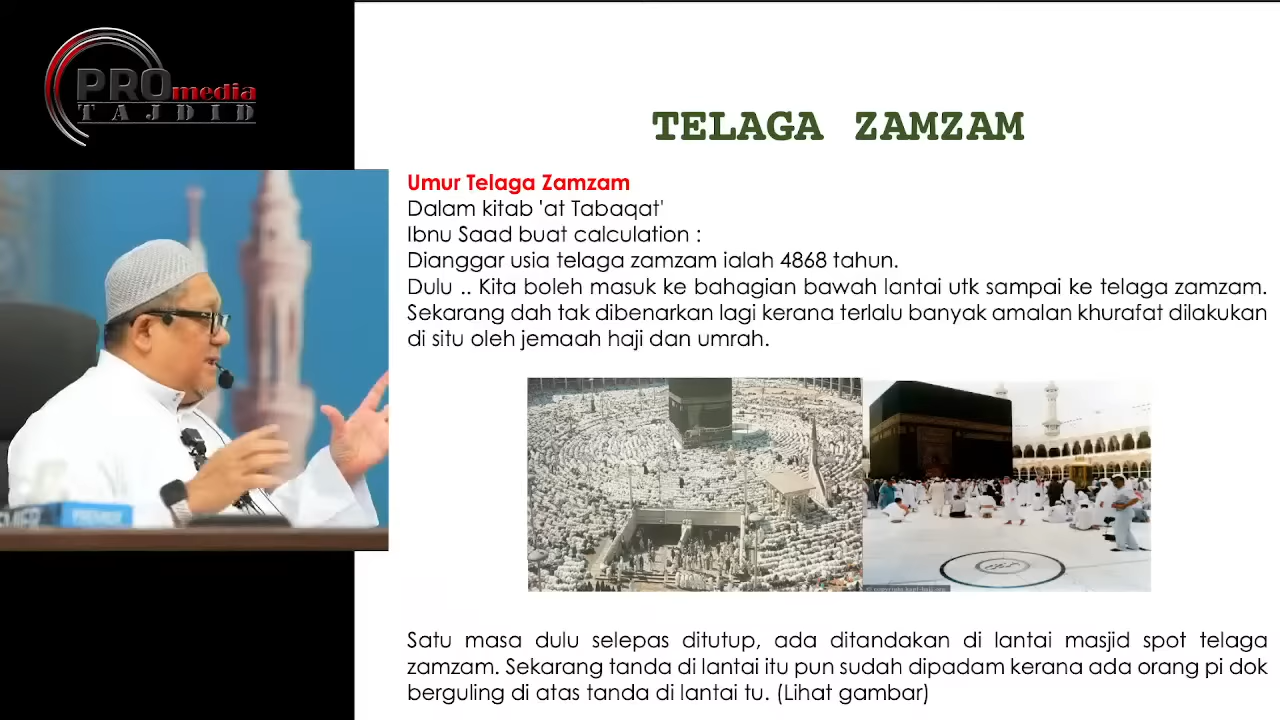 PROmedia
TAJDID
TELAGA ZAMZAM
Umur Telaga Zamzam
Dalam kitab 'at Tabaqat'
Ibnu Saad buat calculation :
Dianggar usia telaga zamzam ialah 4868 tahun.
Dulu .. Kita boleh masuk ke bahagian bawah lantai utk sampai ke telaga zamzam.
Sekarang dah tak dibenarkan lagi kerana terlalu banyak amalan khurafat dilakukan
di situ oleh jemaah haji dan umrah.
Satu masa dulu selepas ditutup, ada ditandakan di lantai masjid spot telaga
zamzam. Sekarang tanda di lantai itu pun sudah dipadam kerana ada orang pi dok
berguling di atas tanda di lantai tu. (Lihat gambar)